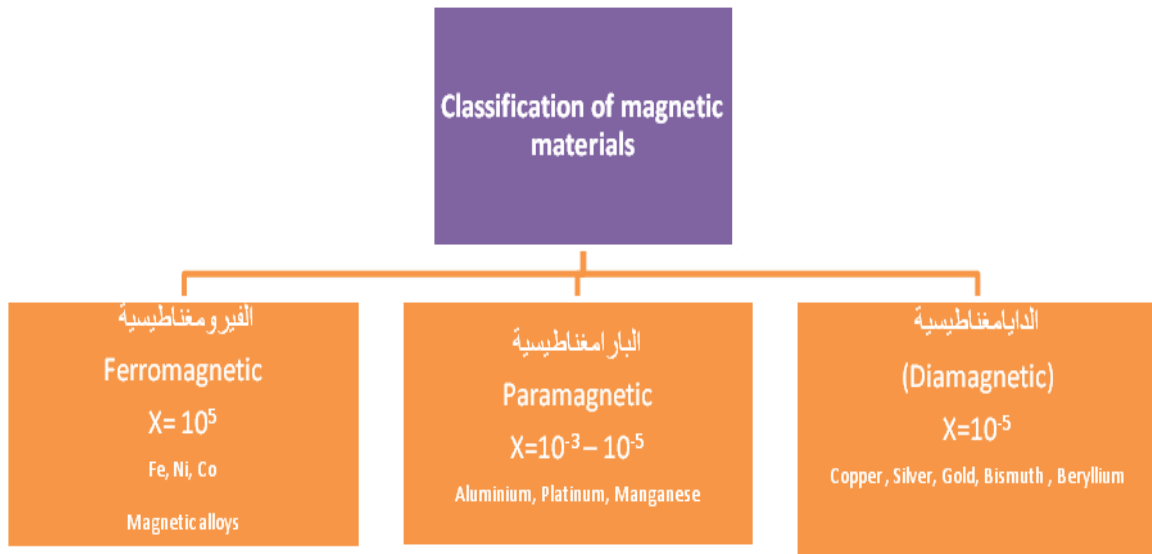 Classification of magnetic
materials
الفيرومغناطيسية
Ferromagnetic
X= 10⁵
Fe, Ni, Co
Magnetic alloys
البارامغناطيسية
Paramagnetic
X=10⁻³ – 10⁻⁵
Aluminium, Platinum, Manganese
الدايامغناطيسية
(Diamagnetic)
X=10⁻⁵
Copper, Silver, Gold, Bismuth , Beryllium